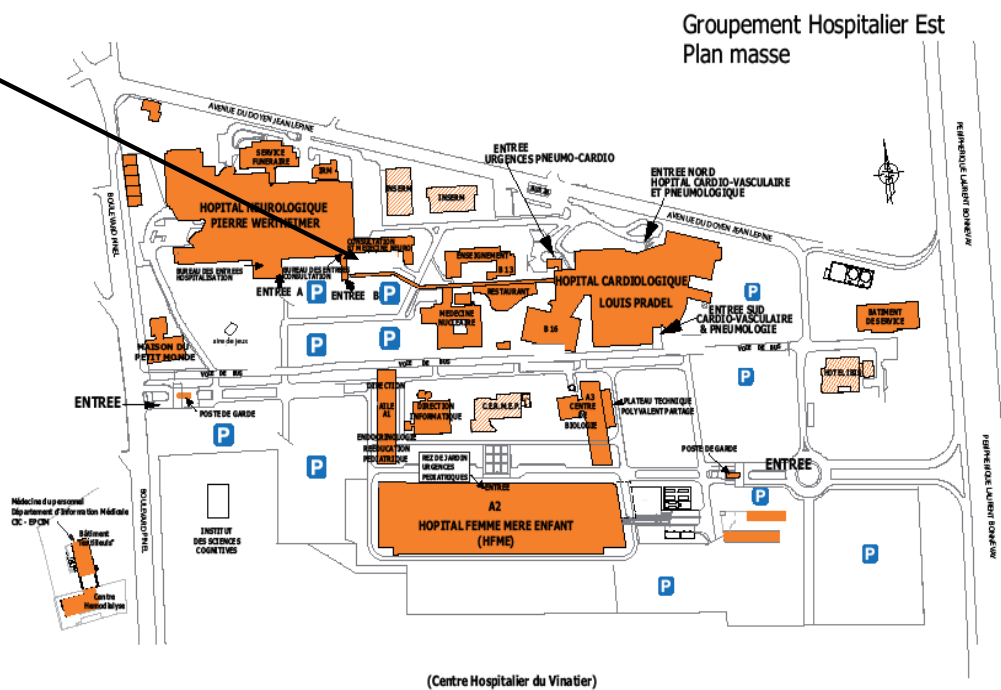 Groupement Hospitalier Est
Plan masse
AVENUE DU DOYEN JEAN LEPINE
ENTREE
URGENCES PNEUMO-CARDIO
SERVICE
FUNERAIRE
IRM
INSERM
INSERM
ENTREE NORD
HOPITAL CARDIO-VASCULAIRE
ET PNEUMOLOGIQUE
PERIPHERIQUE LAURENT BONNEVAY
BOULEVARD PINEL
HOPITAL NEUROLOGIQUE
PIERRE WERTHEIMER
AVENUE DU DOYEN JEAN LEPINE
CONSULTATION
ET MEDECINE NEURO
ENSEIGNEMENT
B 13
BUREAU DES ENTREES
HOSPITALISATION
BUREAU DES ENTREES
CONSULTATION
ENTREE A
P
ENTREE B
P
RESTAURANT
HOPITAL CARDIOLOGIQUE
LOUIS PRADEL
P
MEDECINE
NUCLEAIRE
B 16
ENTREE SUD
CARDIO-VASCULAIRE
& PNEUMOLOGIE
BATIMENT
DE SERVICE
MAISON DU
PETIT MONDE
aire de jeux
P
P
VOIE DE BUS
VOIE DE BUS
HOTEL IBIS
P
ENTREE
POSTE DE GARDE
P
DIRECTION
AILE
A1
DIRECTION
INFORMATIQUE
C.E.R.M.E.P.
A3
CENTRE
DE
BIOLOGIE
PLATEAU TECHNIQUE
POLYVALENT PARTAGE
ENDOCRINOLOGIE
REEDUCATION
PEDIATRIQUE
REZ DE JARDIN
URGENCES
PEDIATRIQUES
ENTREE
POSTE DE GARDE
ENTREE
P
P
A2
HOPITAL FEMME MERE ENFANT
(HFME)
INSTITUT
DES SCIENCES
COGNITIVES
BOULEVARD PINEL
PERIPHERIQUE LAURENT BONNEVAY
Médecine du personnel
Département d'Information Médicale
CIC - EPCIM
Bâtiment
Centre
Hemodialyse
P
P
(Centre Hospitalier du Vinatier)